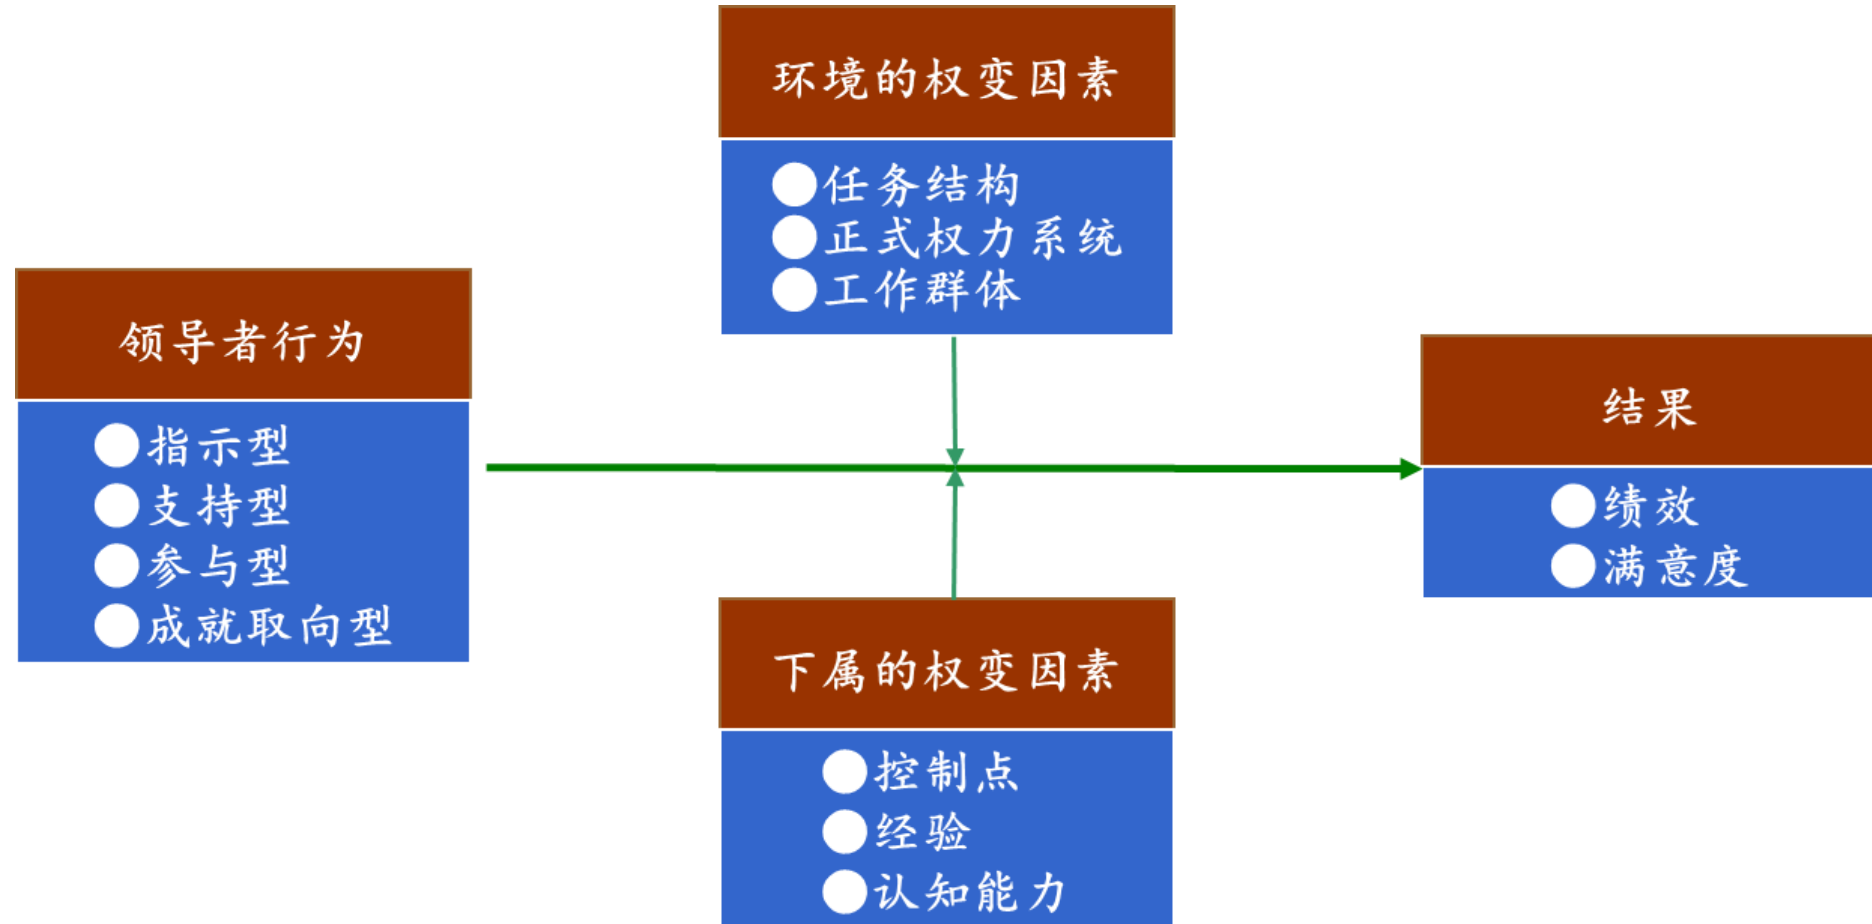 环境的权变因素
●任务结构
●正式权力系统
●工作群体
领导者行为
●指示型
●支持型
●参与型
●成就取向型
结果
●绩效
●满意度
下属的权变因素
●控制点
●经验
●认知能力